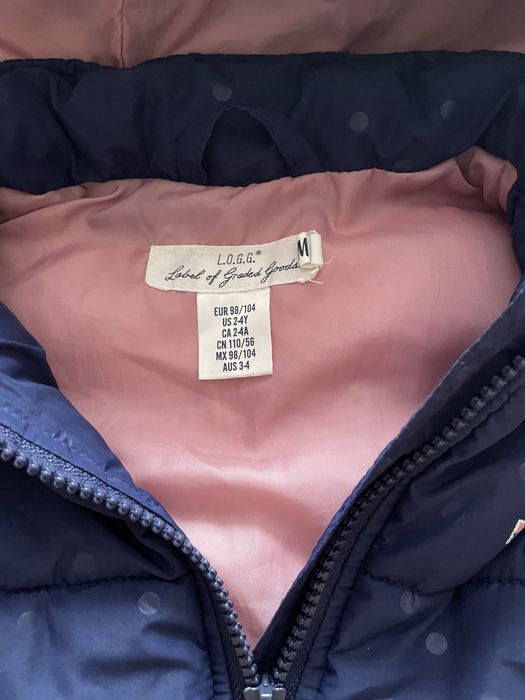 L.O.G.G.®
Label of Graded Goods
M
EUR 98/104
US 2-4Y
CA 2-4A
CN 110/56
MX 98/104
AUS 3-4